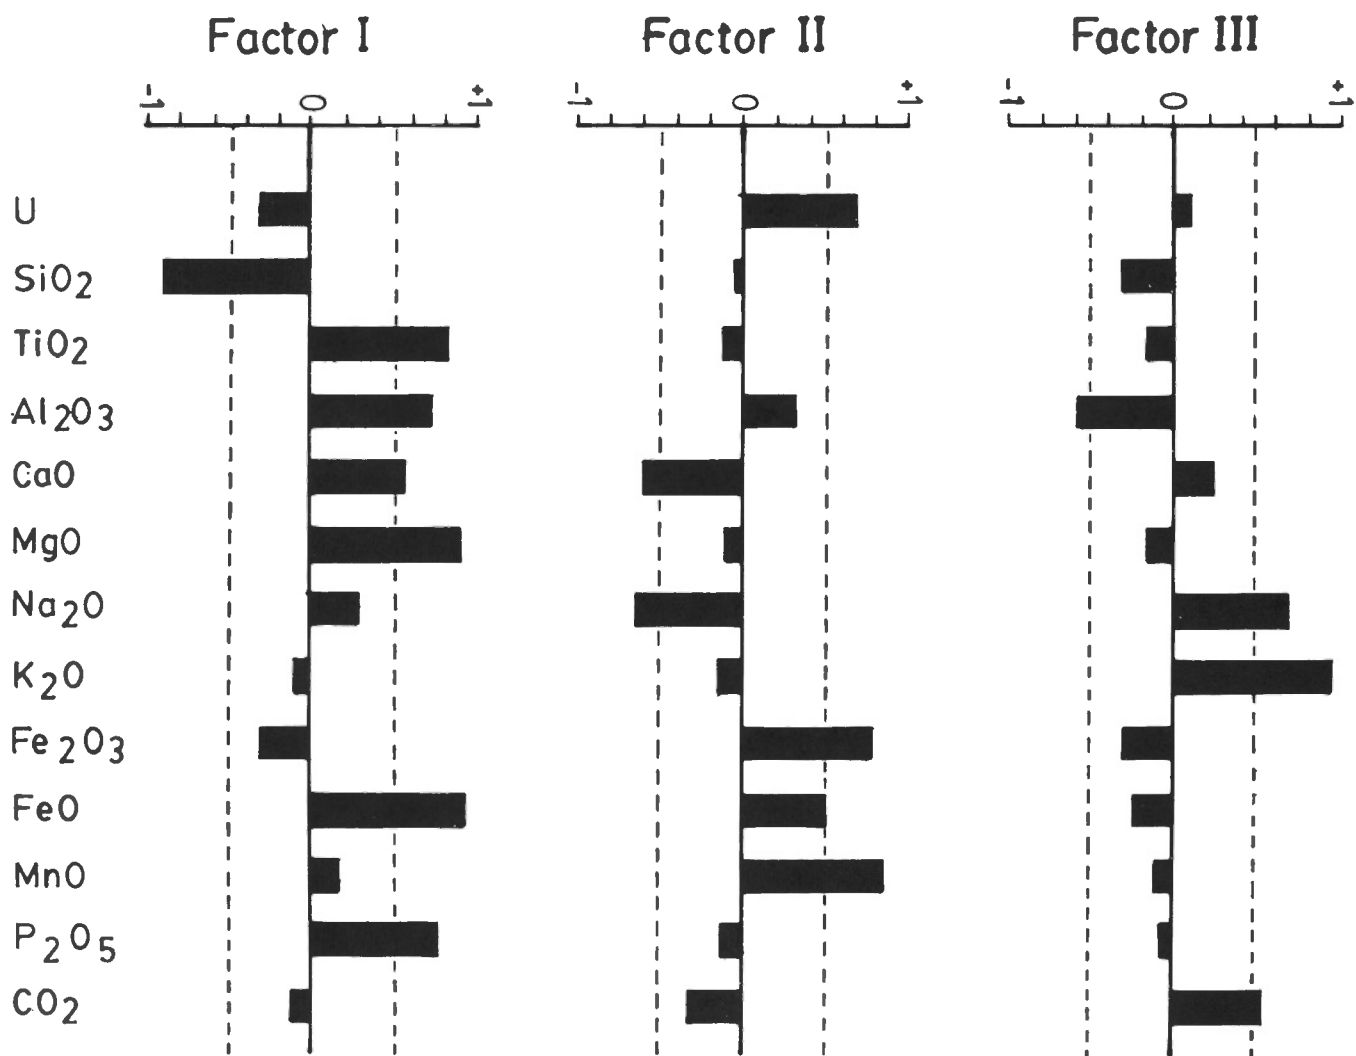 Factor I Factor II Factor III
-1 0 +1 -1 0 +1 -1 0 +1
U
SiO2
TiO2
Al2O3
CaO
MgO
Na2O
K2O
Fe2O3
FeO
MnO
P2O5
CO2